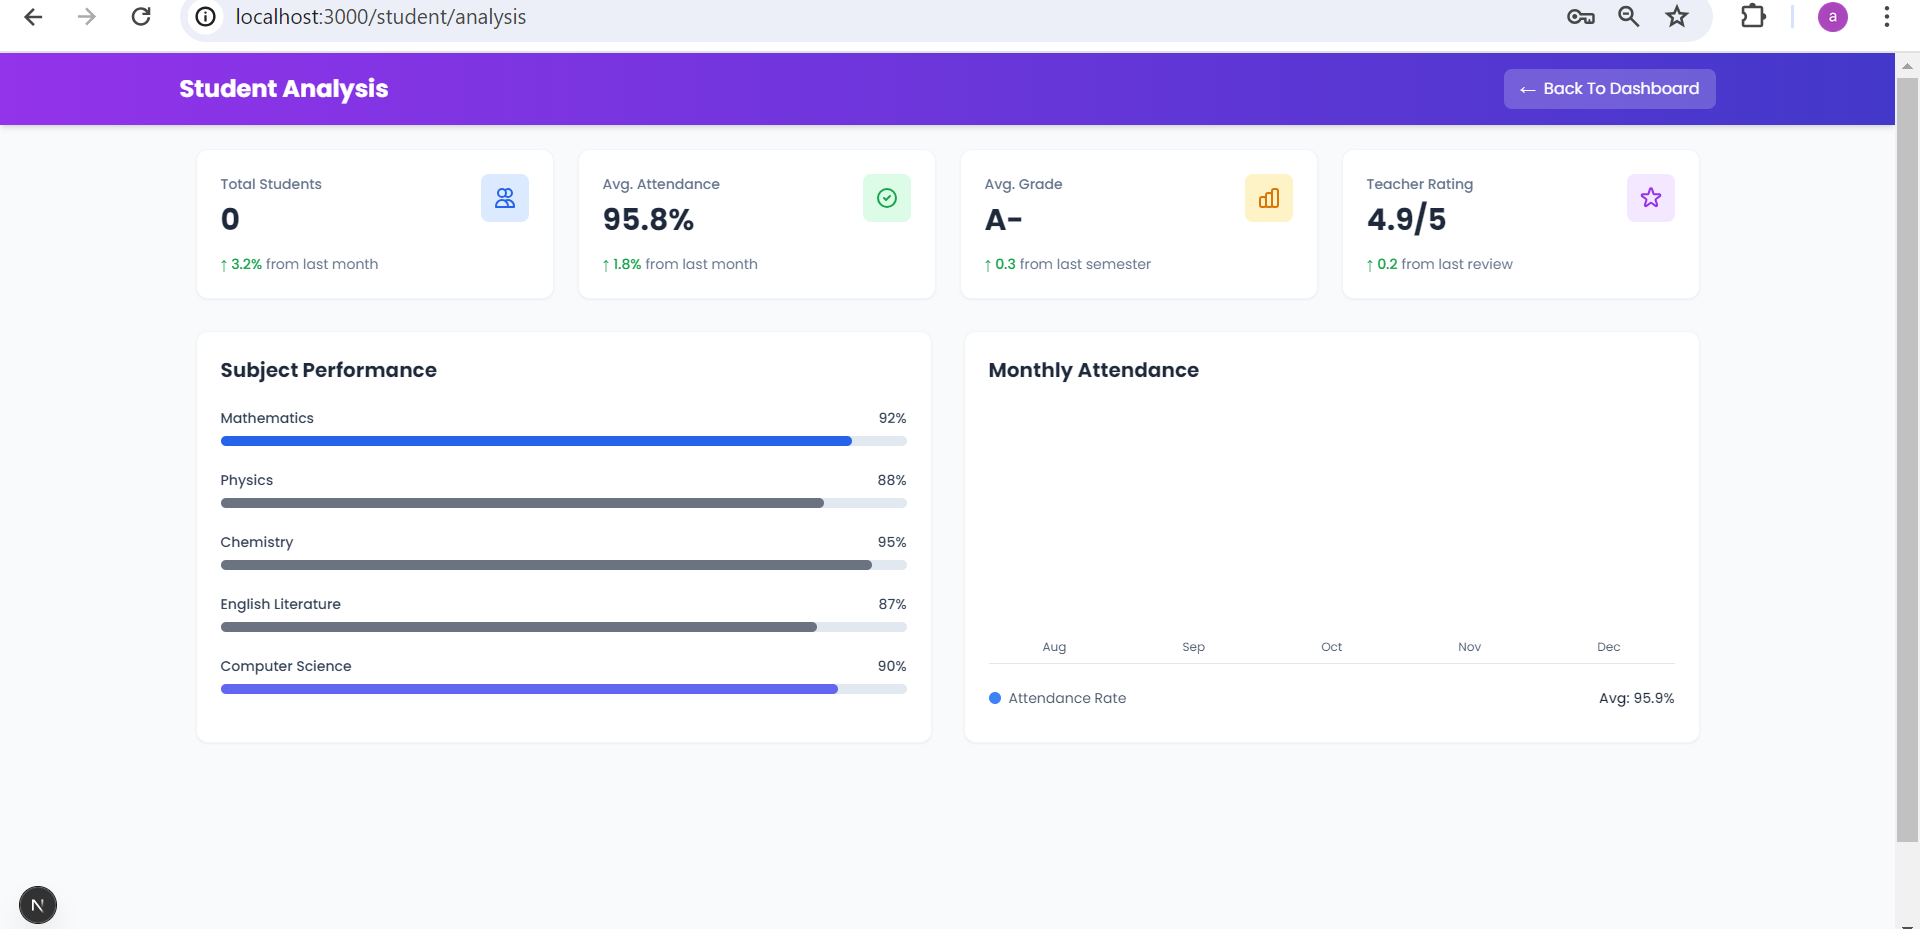 localhost:3000/student/analysis
a
Student Analysis
← Back To Dashboard
Total Students
0
↑ 3.2% from last month
Avg. Attendance
95.8%
↑ 1.8% from last month
Avg. Grade
A-
↑ 0.3 from last semester
Teacher Rating
4.9/5
↑ 0.2 from last review
Subject Performance
Mathematics 92%
Physics 88%
Chemistry 95%
English Literature 87%
Computer Science 90%
Monthly Attendance
Aug Sep Oct Nov Dec
Attendance Rate Avg: 95.9%
N